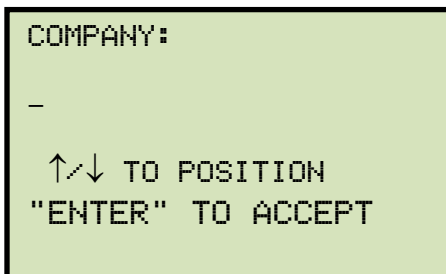 COMPANY:
_
↑/↓ TO POSITION
"ENTER" TO ACCEPT